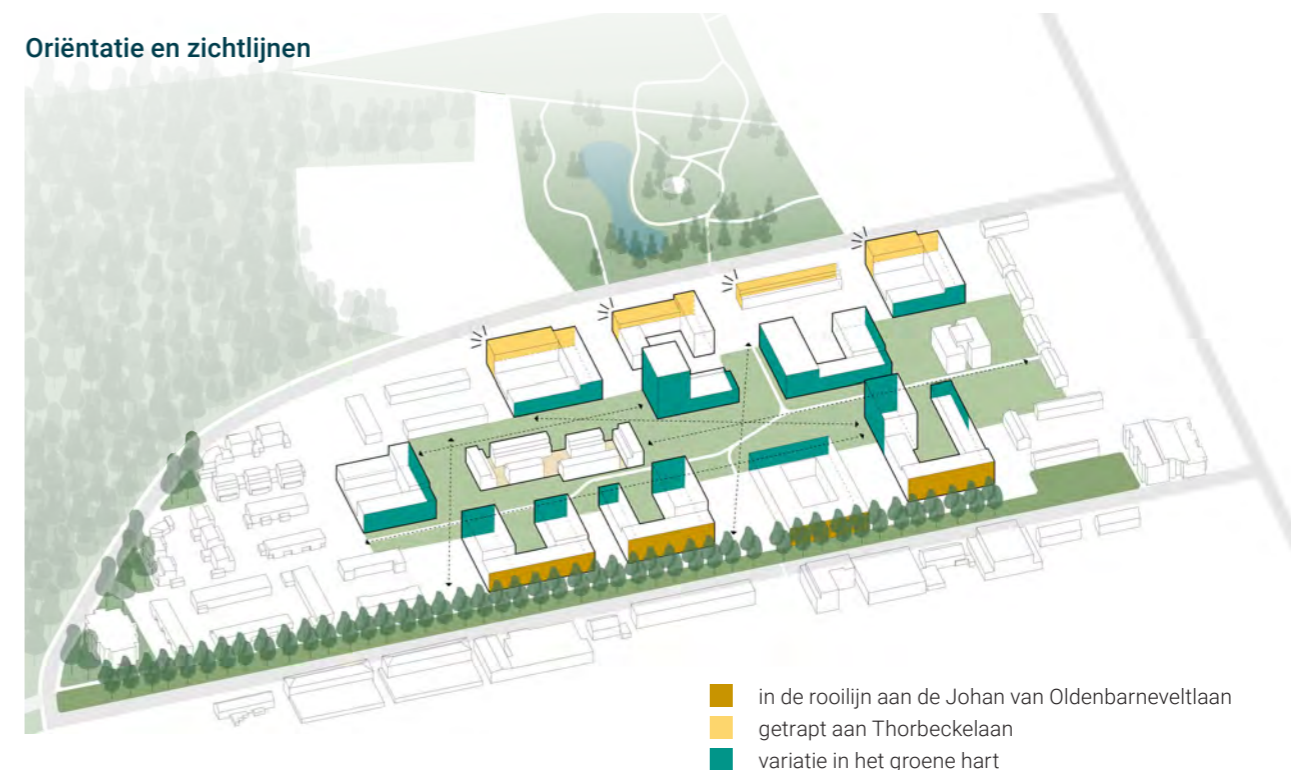 Oriëntatie en zichtlijnen
in de rooilijn aan de Johan van Oldenbarneveltlaan
getrapt aan Thorbeckelaan
variatie in het groene hart